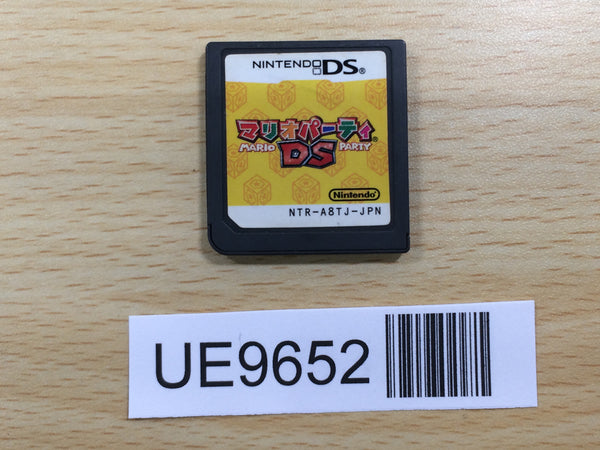 NINTENDO DS®
マリオパーティ®
MARIO DS PARTY
Nintendo
NTR-A8TJ-JPN
UE9652